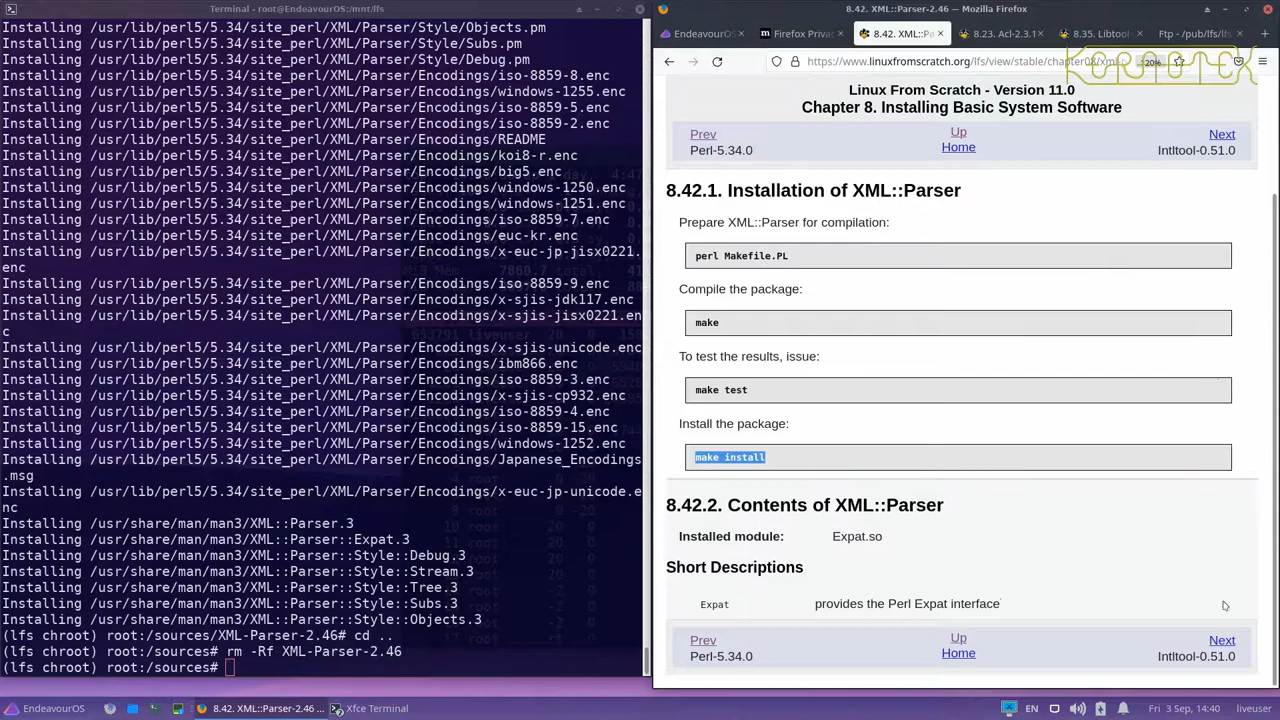 Terminal - root@EndeavourOS:/mnt/lfs
Installing /usr/lib/perl5/5.34/site_perl/XML/Parser/Style/Objects.pm
Installing /usr/lib/perl5/5.34/site_perl/XML/Parser/Style/Subs.pm
Installing /usr/lib/perl5/5.34/site_perl/XML/Parser/Style/Debug.pm
Installing /usr/lib/perl5/5.34/site_perl/XML/Parser/Encodings/iso-8859-8.enc
Installing /usr/lib/perl5/5.34/site_perl/XML/Parser/Encodings/windows-1255.enc
Installing /usr/lib/perl5/5.34/site_perl/XML/Parser/Encodings/iso-8859-5.enc
Installing /usr/lib/perl5/5.34/site_perl/XML/Parser/Encodings/iso-8859-2.enc
Installing /usr/lib/perl5/5.34/site_perl/XML/Parser/Encodings/README
Installing /usr/lib/perl5/5.34/site_perl/XML/Parser/Encodings/koi8-r.enc
Installing /usr/lib/perl5/5.34/site_perl/XML/Parser/Encodings/big5.enc
Installing /usr/lib/perl5/5.34/site_perl/XML/Parser/Encodings/windows-1250.enc
Installing /usr/lib/perl5/5.34/site_perl/XML/Parser/Encodings/windows-1251.enc
Installing /usr/lib/perl5/5.34/site_perl/XML/Parser/Encodings/iso-8859-7.enc
Installing /usr/lib/perl5/5.34/site_perl/XML/Parser/Encodings/euc-kr.enc
Installing /usr/lib/perl5/5.34/site_perl/XML/Parser/Encodings/x-euc-jp-jisx0221.
enc
Installing /usr/lib/perl5/5.34/site_perl/XML/Parser/Encodings/iso-8859-9.enc
Installing /usr/lib/perl5/5.34/site_perl/XML/Parser/Encodings/x-sjis-jdk117.enc
Installing /usr/lib/perl5/5.34/site_perl/XML/Parser/Encodings/x-sjis-jisx0221.en
c
Installing /usr/lib/perl5/5.34/site_perl/XML/Parser/Encodings/x-sjis-unicode.enc
Installing /usr/lib/perl5/5.34/site_perl/XML/Parser/Encodings/ibm866.enc
Installing /usr/lib/perl5/5.34/site_perl/XML/Parser/Encodings/iso-8859-3.enc
Installing /usr/lib/perl5/5.34/site_perl/XML/Parser/Encodings/x-sjis-cp932.enc
Installing /usr/lib/perl5/5.34/site_perl/XML/Parser/Encodings/iso-8859-4.enc
Installing /usr/lib/perl5/5.34/site_perl/XML/Parser/Encodings/iso-8859-15.enc
Installing /usr/lib/perl5/5.34/site_perl/XML/Parser/Encodings/windows-1252.enc
Installing /usr/lib/perl5/5.34/site_perl/XML/Parser/Encodings/Japanese_Encodings
.msg
Installing /usr/lib/perl5/5.34/site_perl/XML/Parser/Encodings/x-euc-jp-unicode.e
nc
Installing /usr/share/man/man3/XML::Parser.3
Installing /usr/share/man/man3/XML::Parser::Expat.3
Installing /usr/share/man/man3/XML::Parser::Style::Debug.3
Installing /usr/share/man/man3/XML::Parser::Style::Stream.3
Installing /usr/share/man/man3/XML::Parser::Style::Tree.3
Installing /usr/share/man/man3/XML::Parser::Style::Subs.3
Installing /usr/share/man/man3/XML::Parser::Style::Objects.3
(lfs chroot) root:/sources/XML-Parser-2.46# cd ..
(lfs chroot) root:/sources# rm -Rf XML-Parser-2.46
(lfs chroot) root:/sources#
8.42. XML::Parser-2.46 — Mozilla Firefox
EndeavourOS Firefox Priva 8.42. XML::Pa 8.23. Acl-2.3.1 8.35. Libtool Ftp - /pub/lfs/lfs
https://www.linuxfromscratch.org/lfs/view/stable/chapter08/xml 120%
Linux From Scratch - Version 11.0
Chapter 8. Installing Basic System Software
Prev Up Next
Perl-5.34.0 Home Intltool-0.51.0
8.42.1. Installation of XML::Parser
Prepare XML::Parser for compilation:
perl Makefile.PL
Compile the package:
make
To test the results, issue:
make test
Install the package:
make install
8.42.2. Contents of XML::Parser
Installed module: Expat.so
Short Descriptions
Expat provides the Perl Expat interface
Prev Up Next
Perl-5.34.0 Home Intltool-0.51.0
EndeavourOS 8.42. XML::Parser-2.46 ... Xfce Terminal EN Fri 3 Sep, 14:40 liveuser